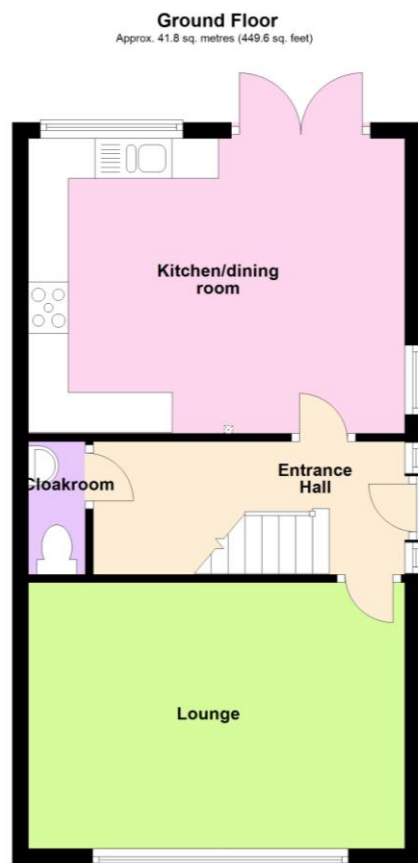 Ground Floor
Approx. 41.8 sq. metres (449.6 sq. feet)
Kitchen/dining
room
Entrance
Hall
Cloakroom
Lounge